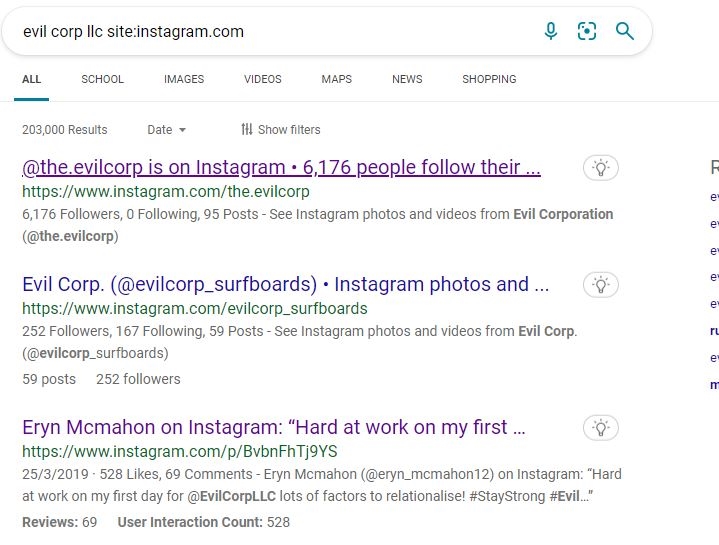 evil corp llc site:instagram.com
ALL SCHOOL IMAGES VIDEOS MAPS NEWS SHOPPING
203,000 Results Date Show filters
@the.evilcorp is on Instagram • 6,176 people follow their ...
https://www.instagram.com/the.evilcorp
6,176 Followers, 0 Following, 95 Posts - See Instagram photos and videos from Evil Corporation
(@the.evilcorp)
Evil Corp. (@evilcorp_surfboards) • Instagram photos and ...
https://www.instagram.com/evilcorp_surfboards
252 Followers, 167 Following, 59 Posts - See Instagram photos and videos from Evil Corp.
(@evilcorp_surfboards)
59 posts 252 followers
Eryn Mcmahon on Instagram: “Hard at work on my first ...
https://www.instagram.com/p/BvbnFhTj9YS
25/3/2019 · 528 Likes, 69 Comments - Eryn Mcmahon (@eryn_mcmahon12) on Instagram: “Hard
at work on my first day for @EvilCorpLLC lots of factors to relationalise! #StayStrong #Evil...”
Reviews: 69 User Interaction Count: 528